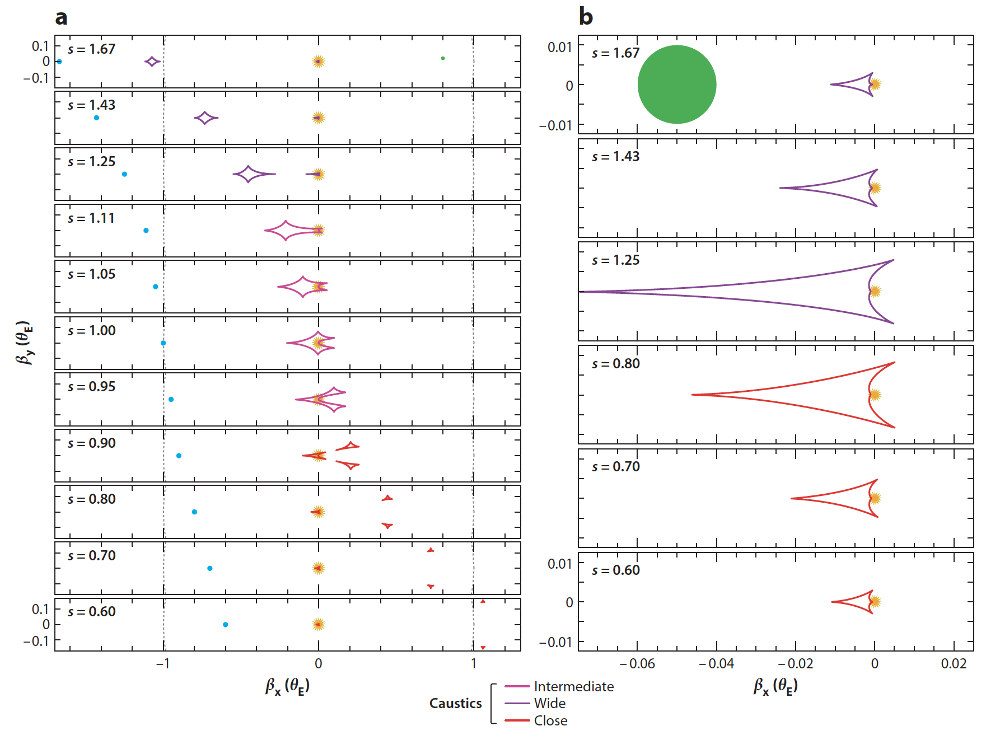 a
s = 1.67
0.1
0
−0.1
s = 1.43
s = 1.25
s = 1.11
s = 1.05
s = 1.00
s = 0.95
s = 0.90
s = 0.80
s = 0.70
s = 0.60
0.1
0
−0.1
−1
0
1
βy (θE)
βx (θE)
b
s = 1.67
0.01
0
−0.01
s = 1.43
s = 1.25
s = 0.80
s = 0.70
s = 0.60
0.01
0
−0.01
−0.06
−0.04
−0.02
0
0.02
βx (θE)
Caustics
Intermediate
Wide
Close